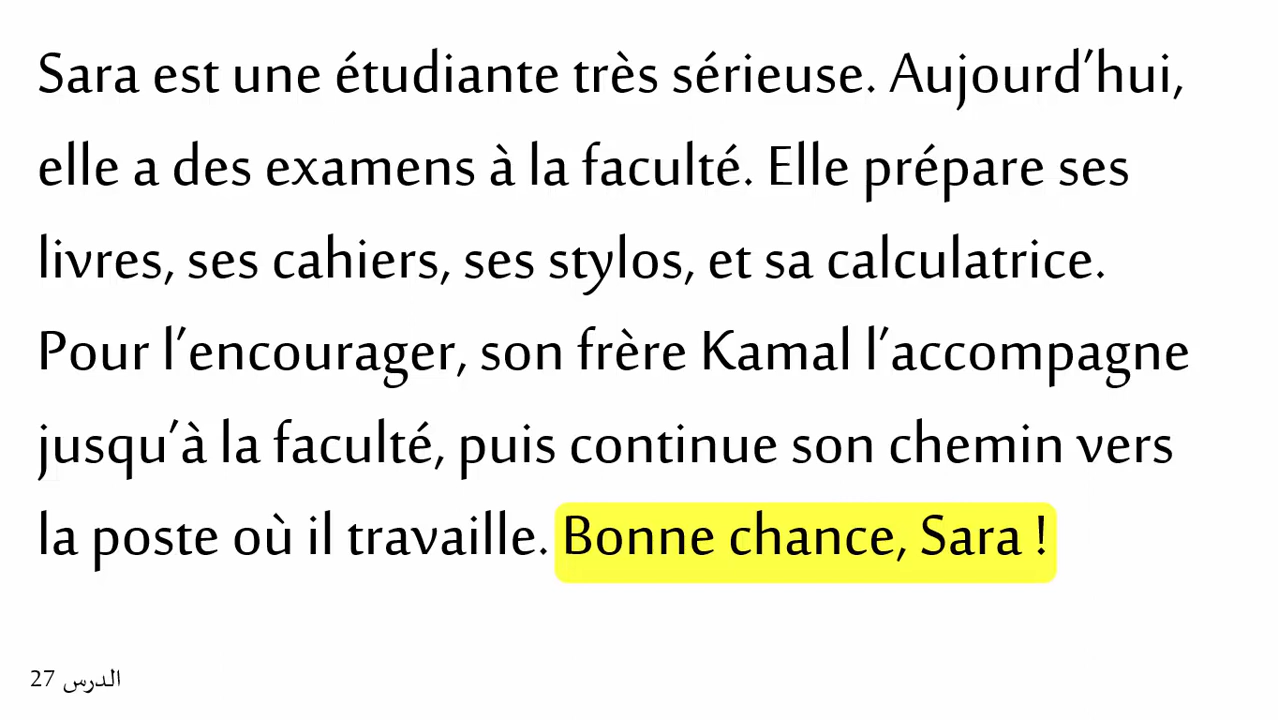 Sara est une étudiante très sérieuse. Aujourd’hui,
elle a des examens à la faculté. Elle prépare ses
livres, ses cahiers, ses stylos, et sa calculatrice.
Pour l’encourager, son frère Kamal l’accompagne
jusqu’à la faculté, puis continue son chemin vers
la poste où il travaille. Bonne chance, Sara !
الدرس 27